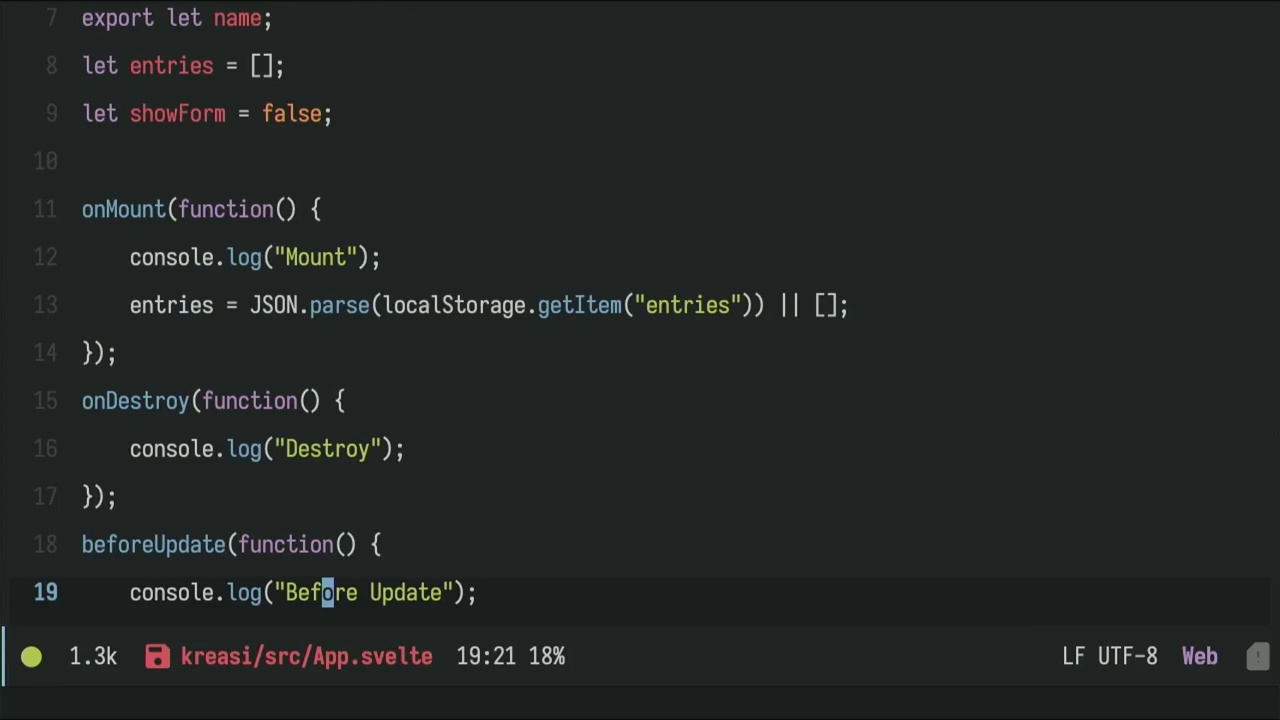 7 export let name;
8 let entries = [];
9 let showForm = false;
10
11 onMount(function() {
12     console.log("Mount");
13     entries = JSON.parse(localStorage.getItem("entries")) || [];
14 });
15 onDestroy(function() {
16     console.log("Destroy");
17 });
18 beforeUpdate(function() {
19     console.log("Before Update");
1.3k kreasi/src/App.svelte 19:21 18% LF UTF-8 Web !